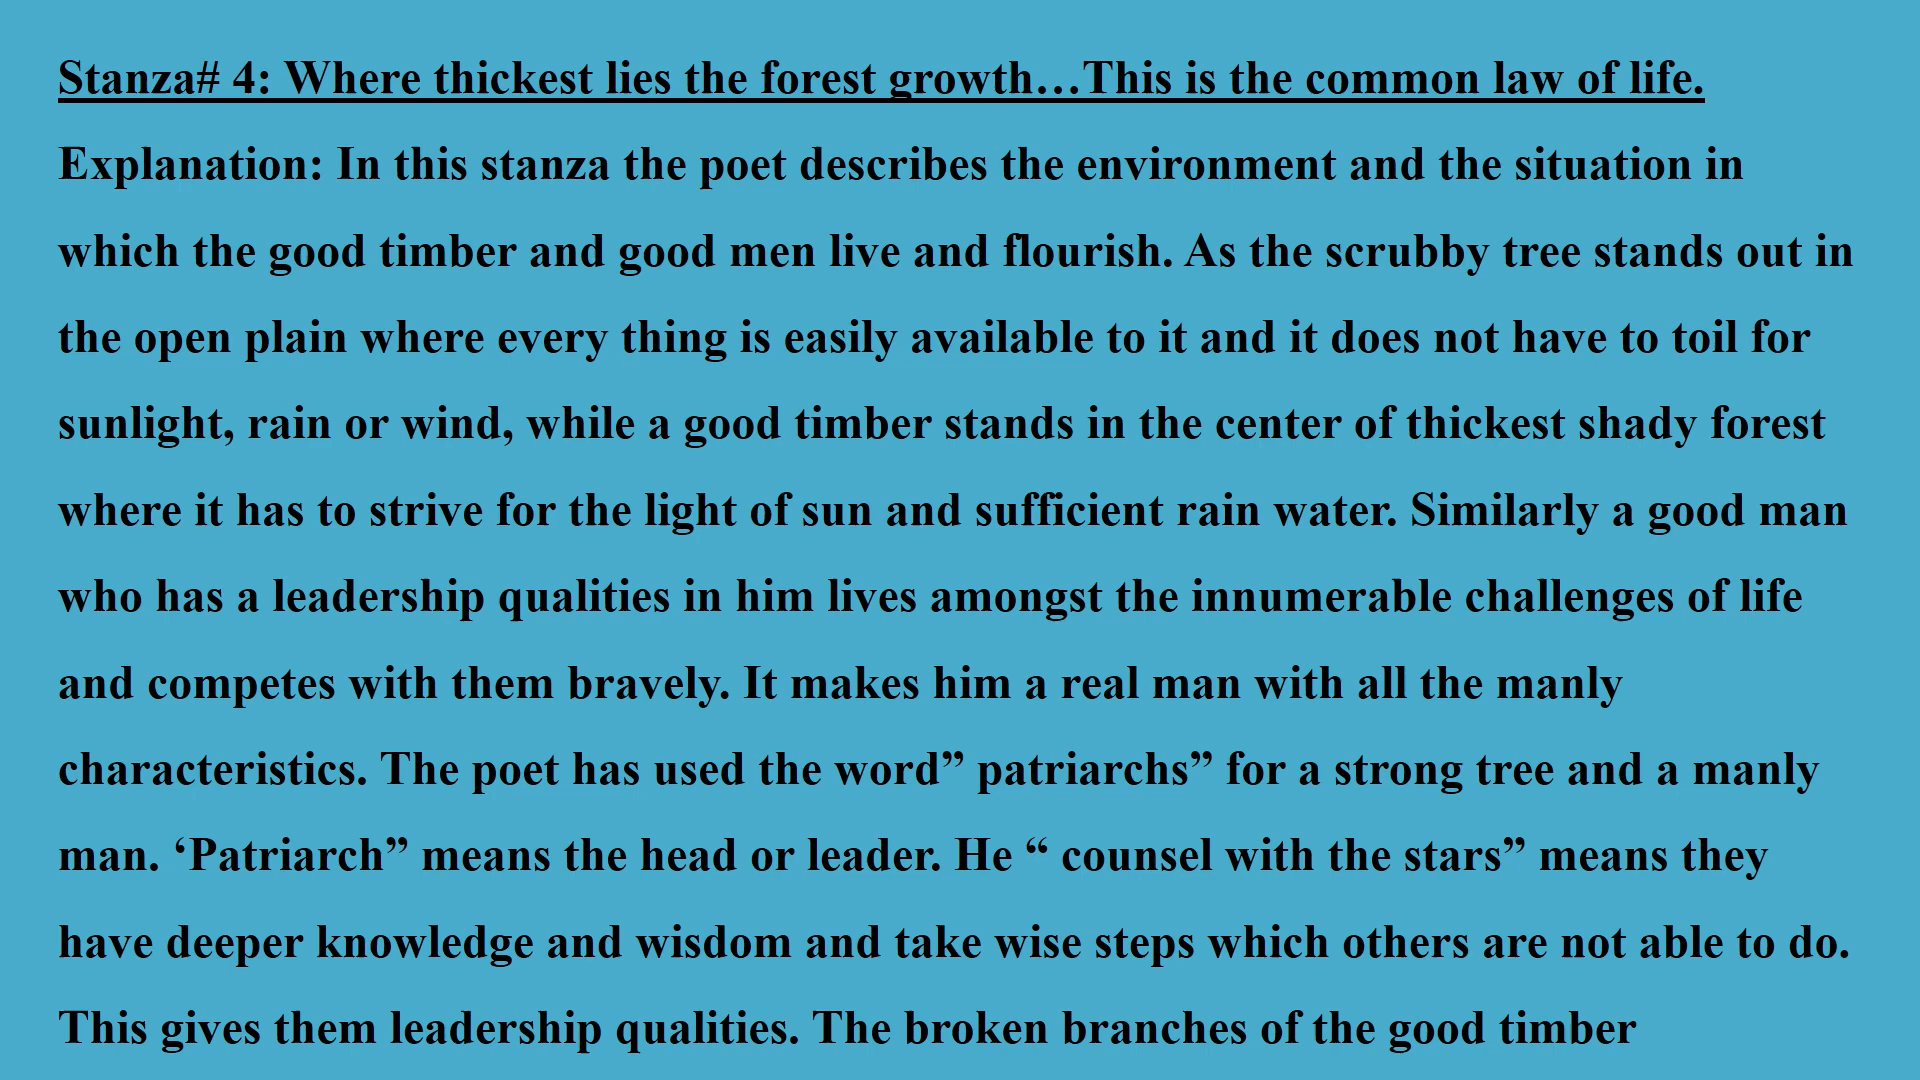 Stanza# 4: Where thickest lies the forest growth…This is the common law of life.
Explanation: In this stanza the poet describes the environment and the situation in
which the good timber and good men live and flourish. As the scrubby tree stands out in
the open plain where every thing is easily available to it and it does not have to toil for
sunlight, rain or wind, while a good timber stands in the center of thickest shady forest
where it has to strive for the light of sun and sufficient rain water. Similarly a good man
who has a leadership qualities in him lives amongst the innumerable challenges of life
and competes with them bravely. It makes him a real man with all the manly
characteristics. The poet has used the word” patriarchs” for a strong tree and a manly
man. ‘Patriarch” means the head or leader. He “ counsel with the stars” means they
have deeper knowledge and wisdom and take wise steps which others are not able to do.
This gives them leadership qualities. The broken branches of the good timber